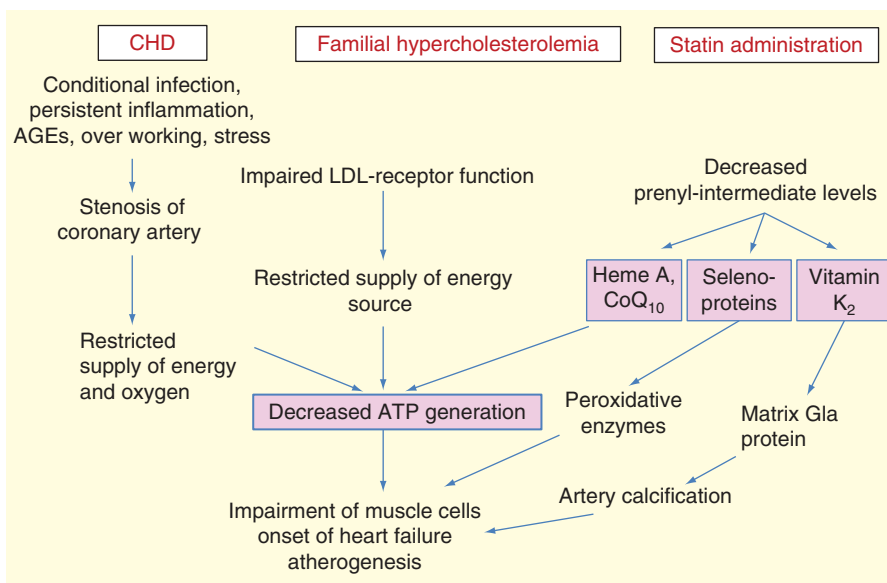 CHD
Familial hypercholesterolemia
Statin administration
Conditional infection,
persistent inflammation,
AGEs, over working, stress
Impaired LDL-receptor function
Decreased
prenyl-intermediate levels
Stenosis of
coronary artery
Restricted supply of energy
source
Heme A,
CoQ10
Seleno-
proteins
Vitamin
K2
Restricted
supply of energy
and oxygen
Decreased ATP generation
Peroxidative
enzymes
Matrix Gla
protein
Artery calcification
Impairment of muscle cells
onset of heart failure
atherogenesis